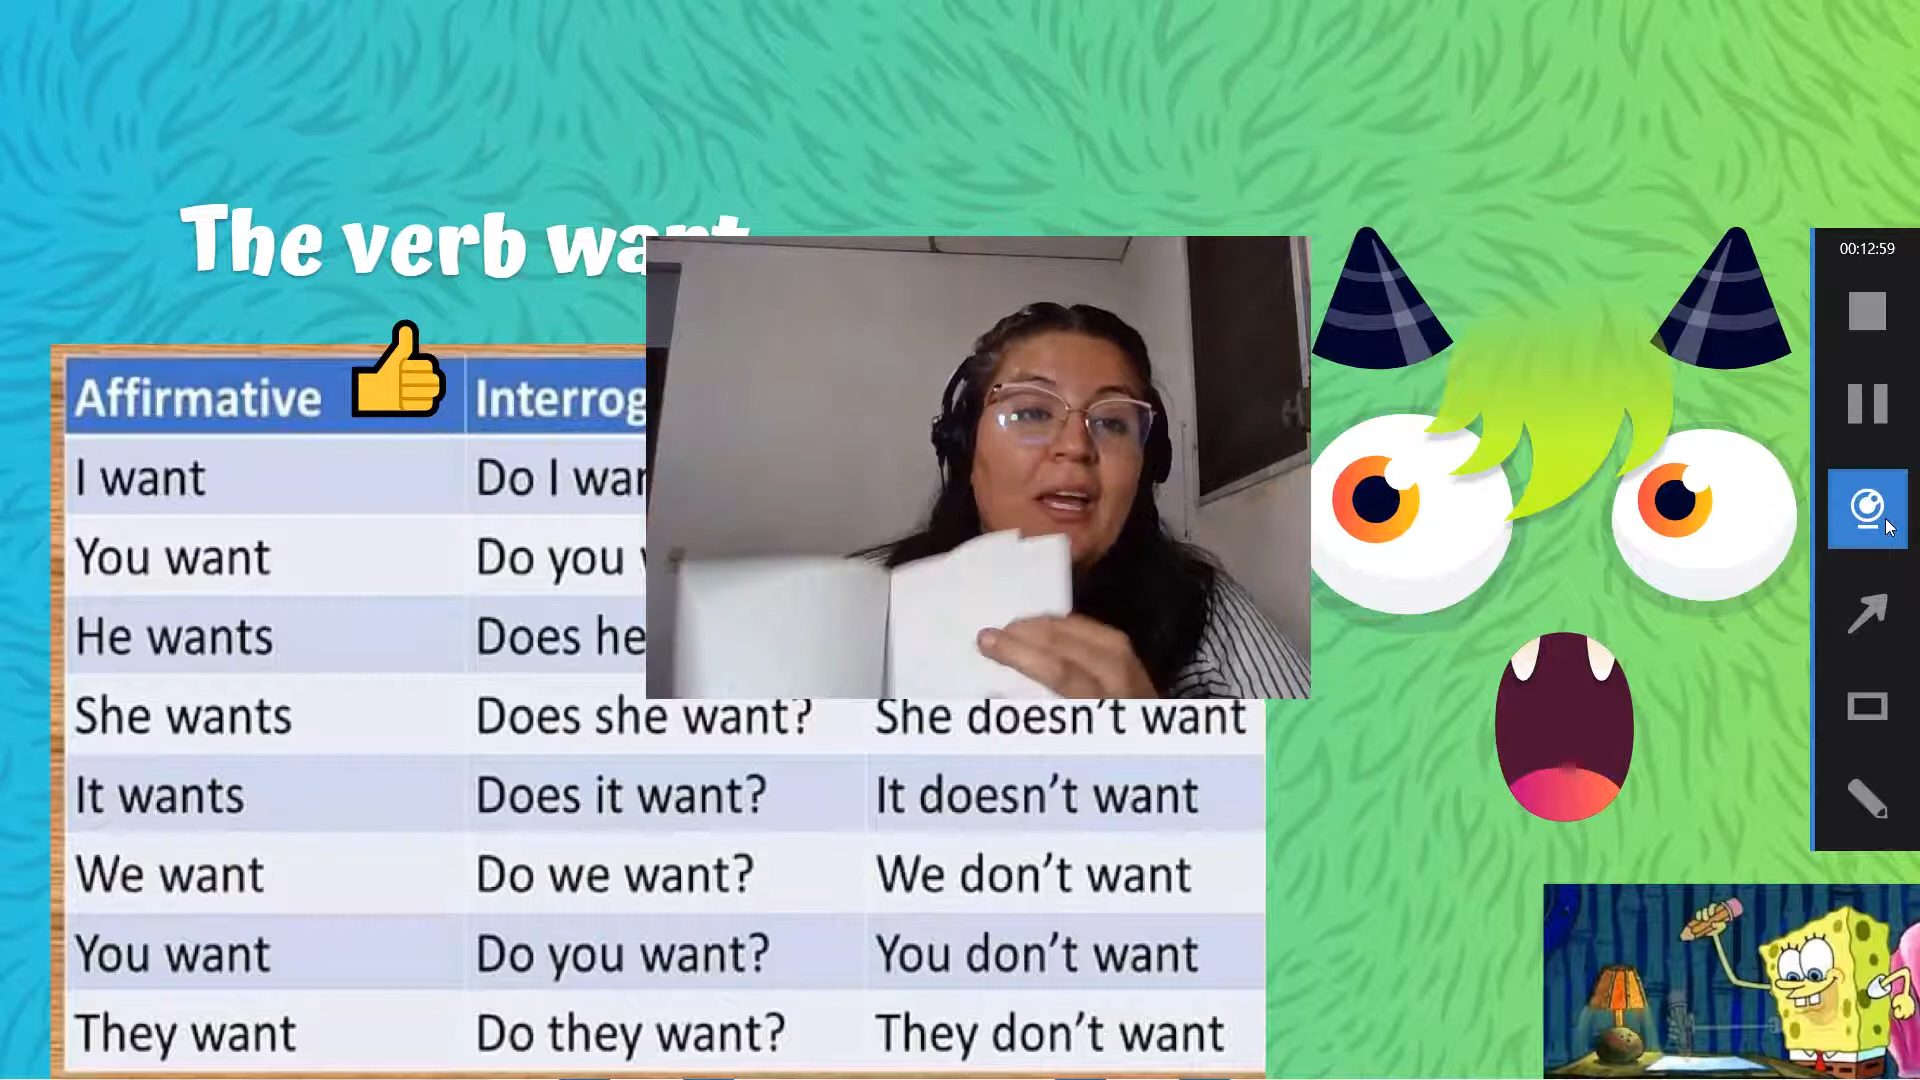 The verb want
00:12:59
Affirmative Interrog
I want Do I wan
You want Do you
He wants Does he
She wants Does she want? She doesn't want
It wants Does it want? It doesn't want
We want Do we want? We don't want
You want Do you want? You don't want
They want Do they want? They don't want